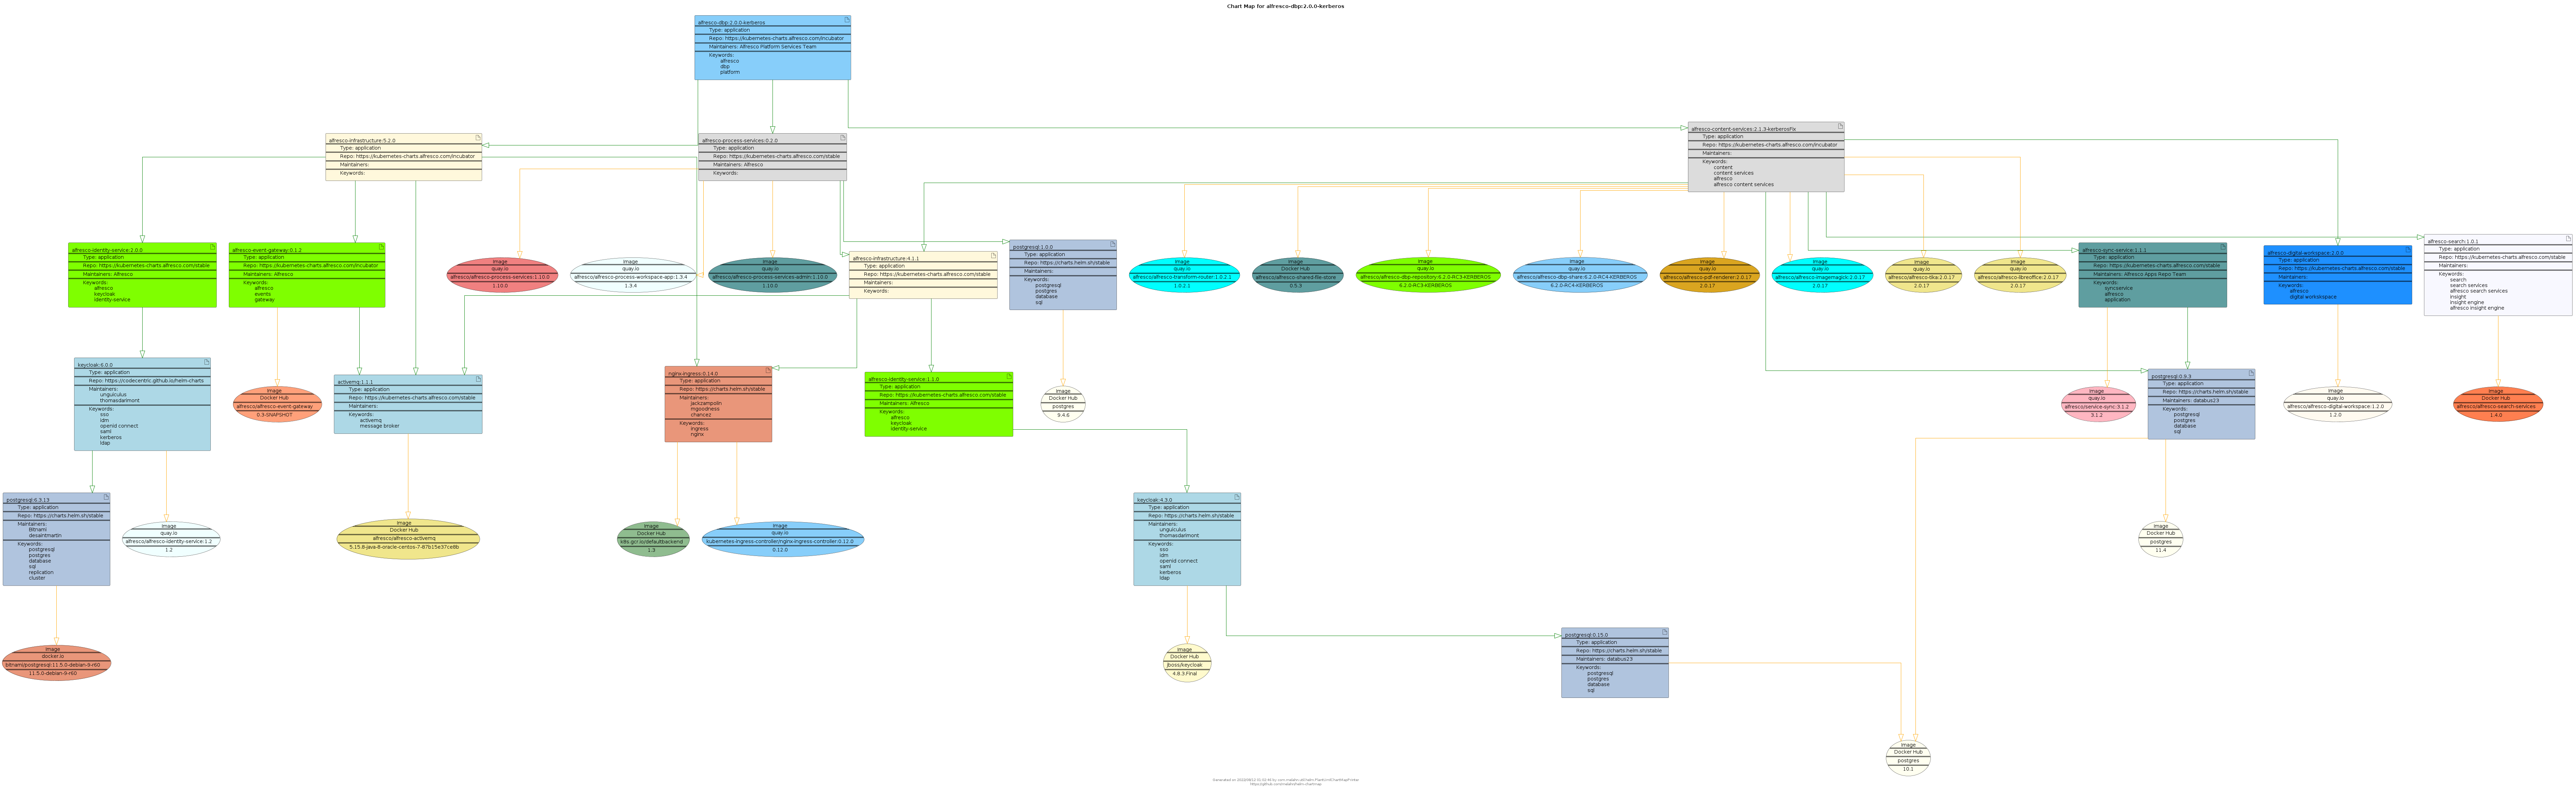 Chart Map for alfresco-dbp:2.0.0-kerberos
alfresco-dbp:2.0.0-kerberos
Type: application
Repo: https://kubernetes-charts.alfresco.com/incubator
Maintainers: Alfresco Platform Services Team
Keywords:
alfresco
dbp
platform
alfresco-infrastructure:5.2.0
Type: application
Repo: https://kubernetes-charts.alfresco.com/incubator
Maintainers:
Keywords:
alfresco-process-services:0.2.0
Type: application
Repo: https://kubernetes-charts.alfresco.com/stable
Maintainers: Alfresco
Keywords:
alfresco-content-services:2.1.3-kerberosFix
Type: application
Repo: https://kubernetes-charts.alfresco.com/incubator
Maintainers:
Keywords:
content
content services
alfresco
alfresco content services
alfresco-identity-service:2.0.0
Type: application
Repo: https://kubernetes-charts.alfresco.com/stable
Maintainers: Alfresco
Keywords:
alfresco
keycloak
identity-service
alfresco-event-gateway:0.1.2
Type: application
Repo: https://kubernetes-charts.alfresco.com/incubator
Maintainers: Alfresco
Keywords:
alfresco
events
gateway
Image
quay.io
alfresco/alfresco-process-services:1.10.0
1.10.0
Image
quay.io
alfresco/alfresco-process-workspace-app:1.3.4
1.3.4
Image
quay.io
alfresco/alfresco-process-services-admin:1.10.0
1.10.0
alfresco-infrastructure:4.1.1
Type: application
Repo: https://kubernetes-charts.alfresco.com/stable
Maintainers:
Keywords:
postgresql:1.0.0
Type: application
Repo: https://charts.helm.sh/stable
Maintainers:
Keywords:
postgresql
postgres
database
sql
Image
quay.io
alfresco/alfresco-transform-router:1.0.2.1
1.0.2.1
Image
Docker Hub
alfresco/alfresco-shared-file-store
0.5.3
Image
quay.io
alfresco/alfresco-dbp-repository:6.2.0-RC3-KERBEROS
6.2.0-RC3-KERBEROS
Image
quay.io
alfresco/alfresco-dbp-share:6.2.0-RC4-KERBEROS
6.2.0-RC4-KERBEROS
Image
quay.io
alfresco/alfresco-pdf-renderer:2.0.17
2.0.17
Image
quay.io
alfresco/alfresco-imagemagick:2.0.17
2.0.17
Image
quay.io
alfresco/alfresco-tika:2.0.17
2.0.17
Image
quay.io
alfresco/alfresco-libreoffice:2.0.17
2.0.17
alfresco-sync-service:1.1.1
Type: application
Repo: https://kubernetes-charts.alfresco.com/stable
Maintainers: Alfresco Apps Repo Team
Keywords:
syncservice
alfresco
application
alfresco-digital-workspace:2.0.0
Type: application
Repo: https://kubernetes-charts.alfresco.com/stable
Maintainers:
Keywords:
alfresco
digital workskpace
alfresco-search:1.0.1
Type: application
Repo: https://kubernetes-charts.alfresco.com/stable
Maintainers:
Keywords:
search
search services
alfresco search services
insight
insight engine
alfresco insight engine
keycloak:6.0.0
Type: application
Repo: https://codecentric.github.io/helm-charts
Maintainers:
unguiculus
thomasdarimont
Keywords:
sso
idm
openid connect
saml
kerberos
ldap
Image
Docker Hub
alfresco/alfresco-event-gateway
0.3-SNAPSHOT
activemq:1.1.1
Type: application
Repo: https://kubernetes-charts.alfresco.com/stable
Maintainers:
Keywords:
activemq
message broker
nginx-ingress:0.14.0
Type: application
Repo: https://charts.helm.sh/stable
Maintainers:
jackzampolin
mgoodness
chancez
Keywords:
ingress
nginx
alfresco-identity-service:1.1.0
Type: application
Repo: https://kubernetes-charts.alfresco.com/stable
Maintainers: Alfresco
Keywords:
alfresco
keycloak
identity-service
Image
Docker Hub
postgres
9.4.6
postgresql:0.9.3
Type: application
Repo: https://charts.helm.sh/stable
Maintainers: databus23
Keywords:
postgresql
postgres
database
sql
Image
quay.io
alfresco/service-sync:3.1.2
3.1.2
Image
quay.io
alfresco/alfresco-digital-workspace:1.2.0
1.2.0
Image
Docker Hub
alfresco/alfresco-search-services
1.4.0
postgresql:6.3.13
Type: application
Repo: https://charts.helm.sh/stable
Maintainers:
Bitnami
desaintmartin
Keywords:
postgresql
postgres
database
sql
replication
cluster
Image
quay.io
alfresco/alfresco-identity-service:1.2
1.2
Image
Docker Hub
alfresco/alfresco-activemq
5.15.8-java-8-oracle-centos-7-87b15e37ce8b
Image
Docker Hub
k8s.gcr.io/defaultbackend
1.3
Image
quay.io
kubernetes-ingress-controller/nginx-ingress-controller:0.12.0
0.12.0
keycloak:4.3.0
Type: application
Repo: https://charts.helm.sh/stable
Maintainers:
unguiculus
thomasdarimont
Keywords:
sso
idm
openid connect
saml
kerberos
ldap
Image
Docker Hub
postgres
11.4
Image
docker.io
bitnami/postgresql:11.5.0-debian-9-r60
11.5.0-debian-9-r60
Image
Docker Hub
jboss/keycloak
4.8.3.Final
postgresql:0.15.0
Type: application
Repo: https://charts.helm.sh/stable
Maintainers: databus23
Keywords:
postgresql
postgres
database
sql
Image
Docker Hub
postgres
10.1